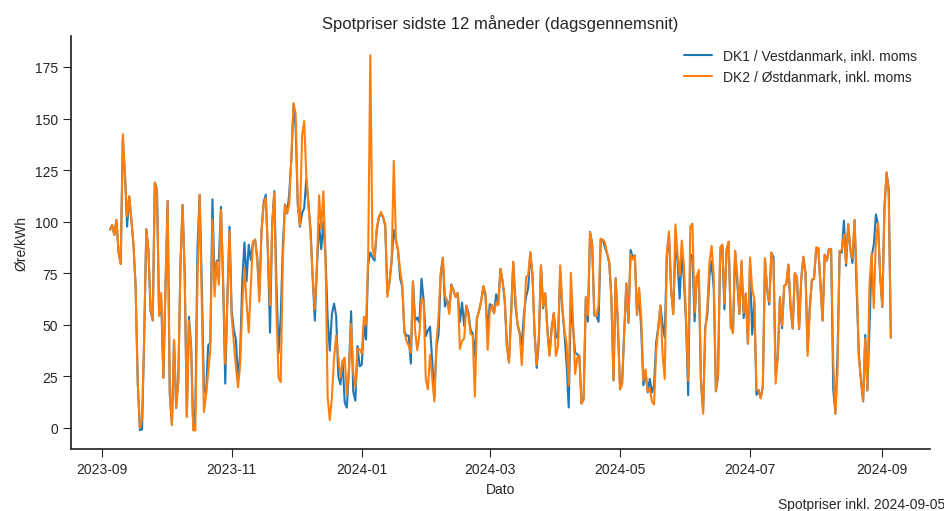 Spotpriser sidste 12 måneder (dagsgennemsnit)
DK1 / Vestdanmark, inkl. moms
DK2 / Østdanmark, inkl. moms
Øre/kWh
175
150
125
100
75
50
25
0
2023-09 2023-11 2024-01 2024-03 2024-05 2024-07 2024-09
Dato
Spotpriser inkl. 2024-09-05